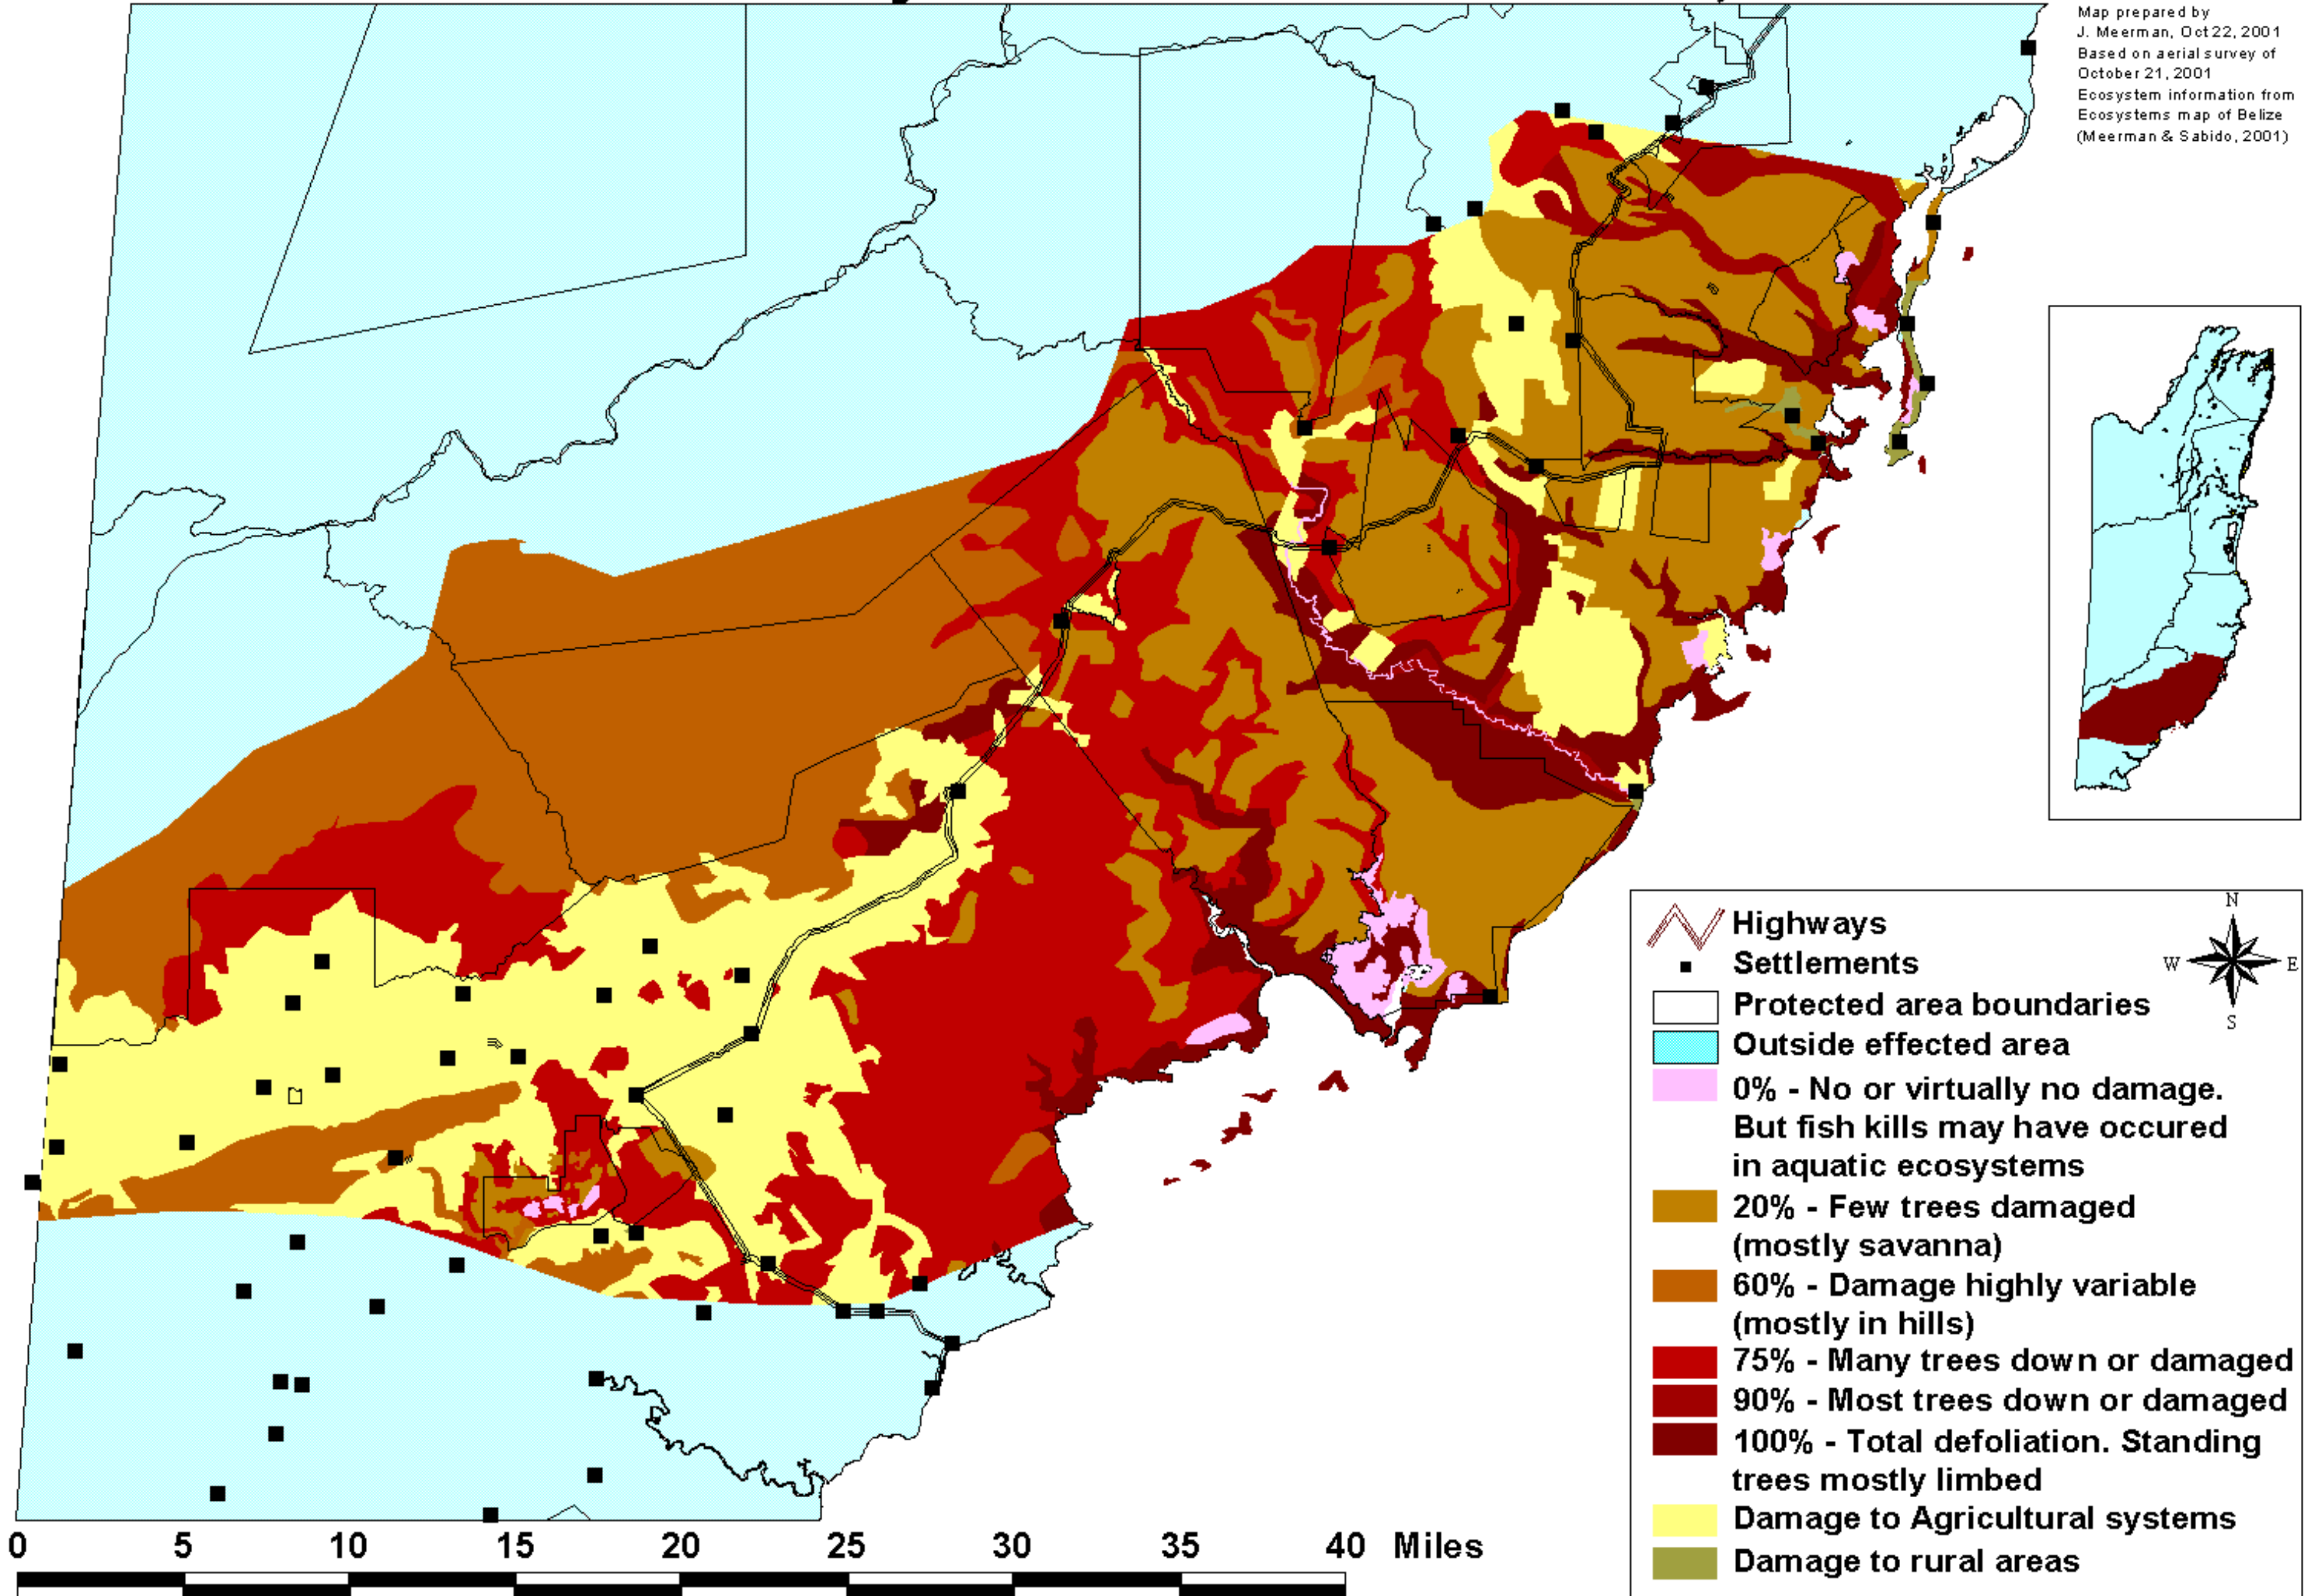 Map prepared by
J. Meerman, Oct 22, 2001
Based on aerial survey of
October 21, 2001
Ecosystem information from
Ecosystems map of Belize
(Meerman & Sabido, 2001)
N
W E
S
Highways
Settlements
Protected area boundaries
Outside effected area
0% - No or virtually no damage.
But fish kills may have occured
in aquatic ecosystems
20% - Few trees damaged
(mostly savanna)
60% - Damage highly variable
(mostly in hills)
75% - Many trees down or damaged
90% - Most trees down or damaged
100% - Total defoliation. Standing
trees mostly limbed
Damage to Agricultural systems
Damage to rural areas
0 5 10 15 20 25 30 35 40 Miles